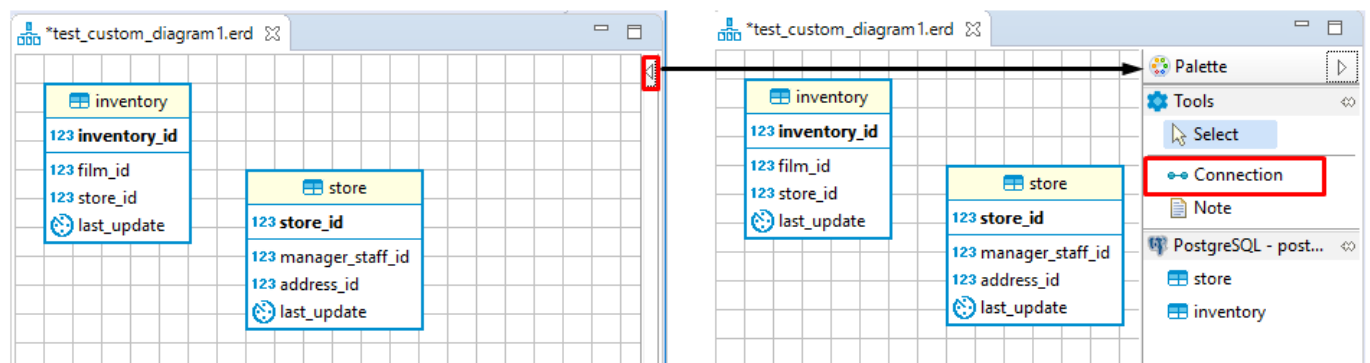 *test_custom_diagram1.erd
inventory
123 inventory_id
123 film_id
123 store_id
last_update
store
123 store_id
123 manager_staff_id
123 address_id
last_update
*test_custom_diagram1.erd
inventory
123 inventory_id
123 film_id
123 store_id
last_update
store
123 store_id
123 manager_staff_id
123 address_id
last_update
Palette
Tools
Select
Connection
Note
PostgreSQL - post...
store
inventory